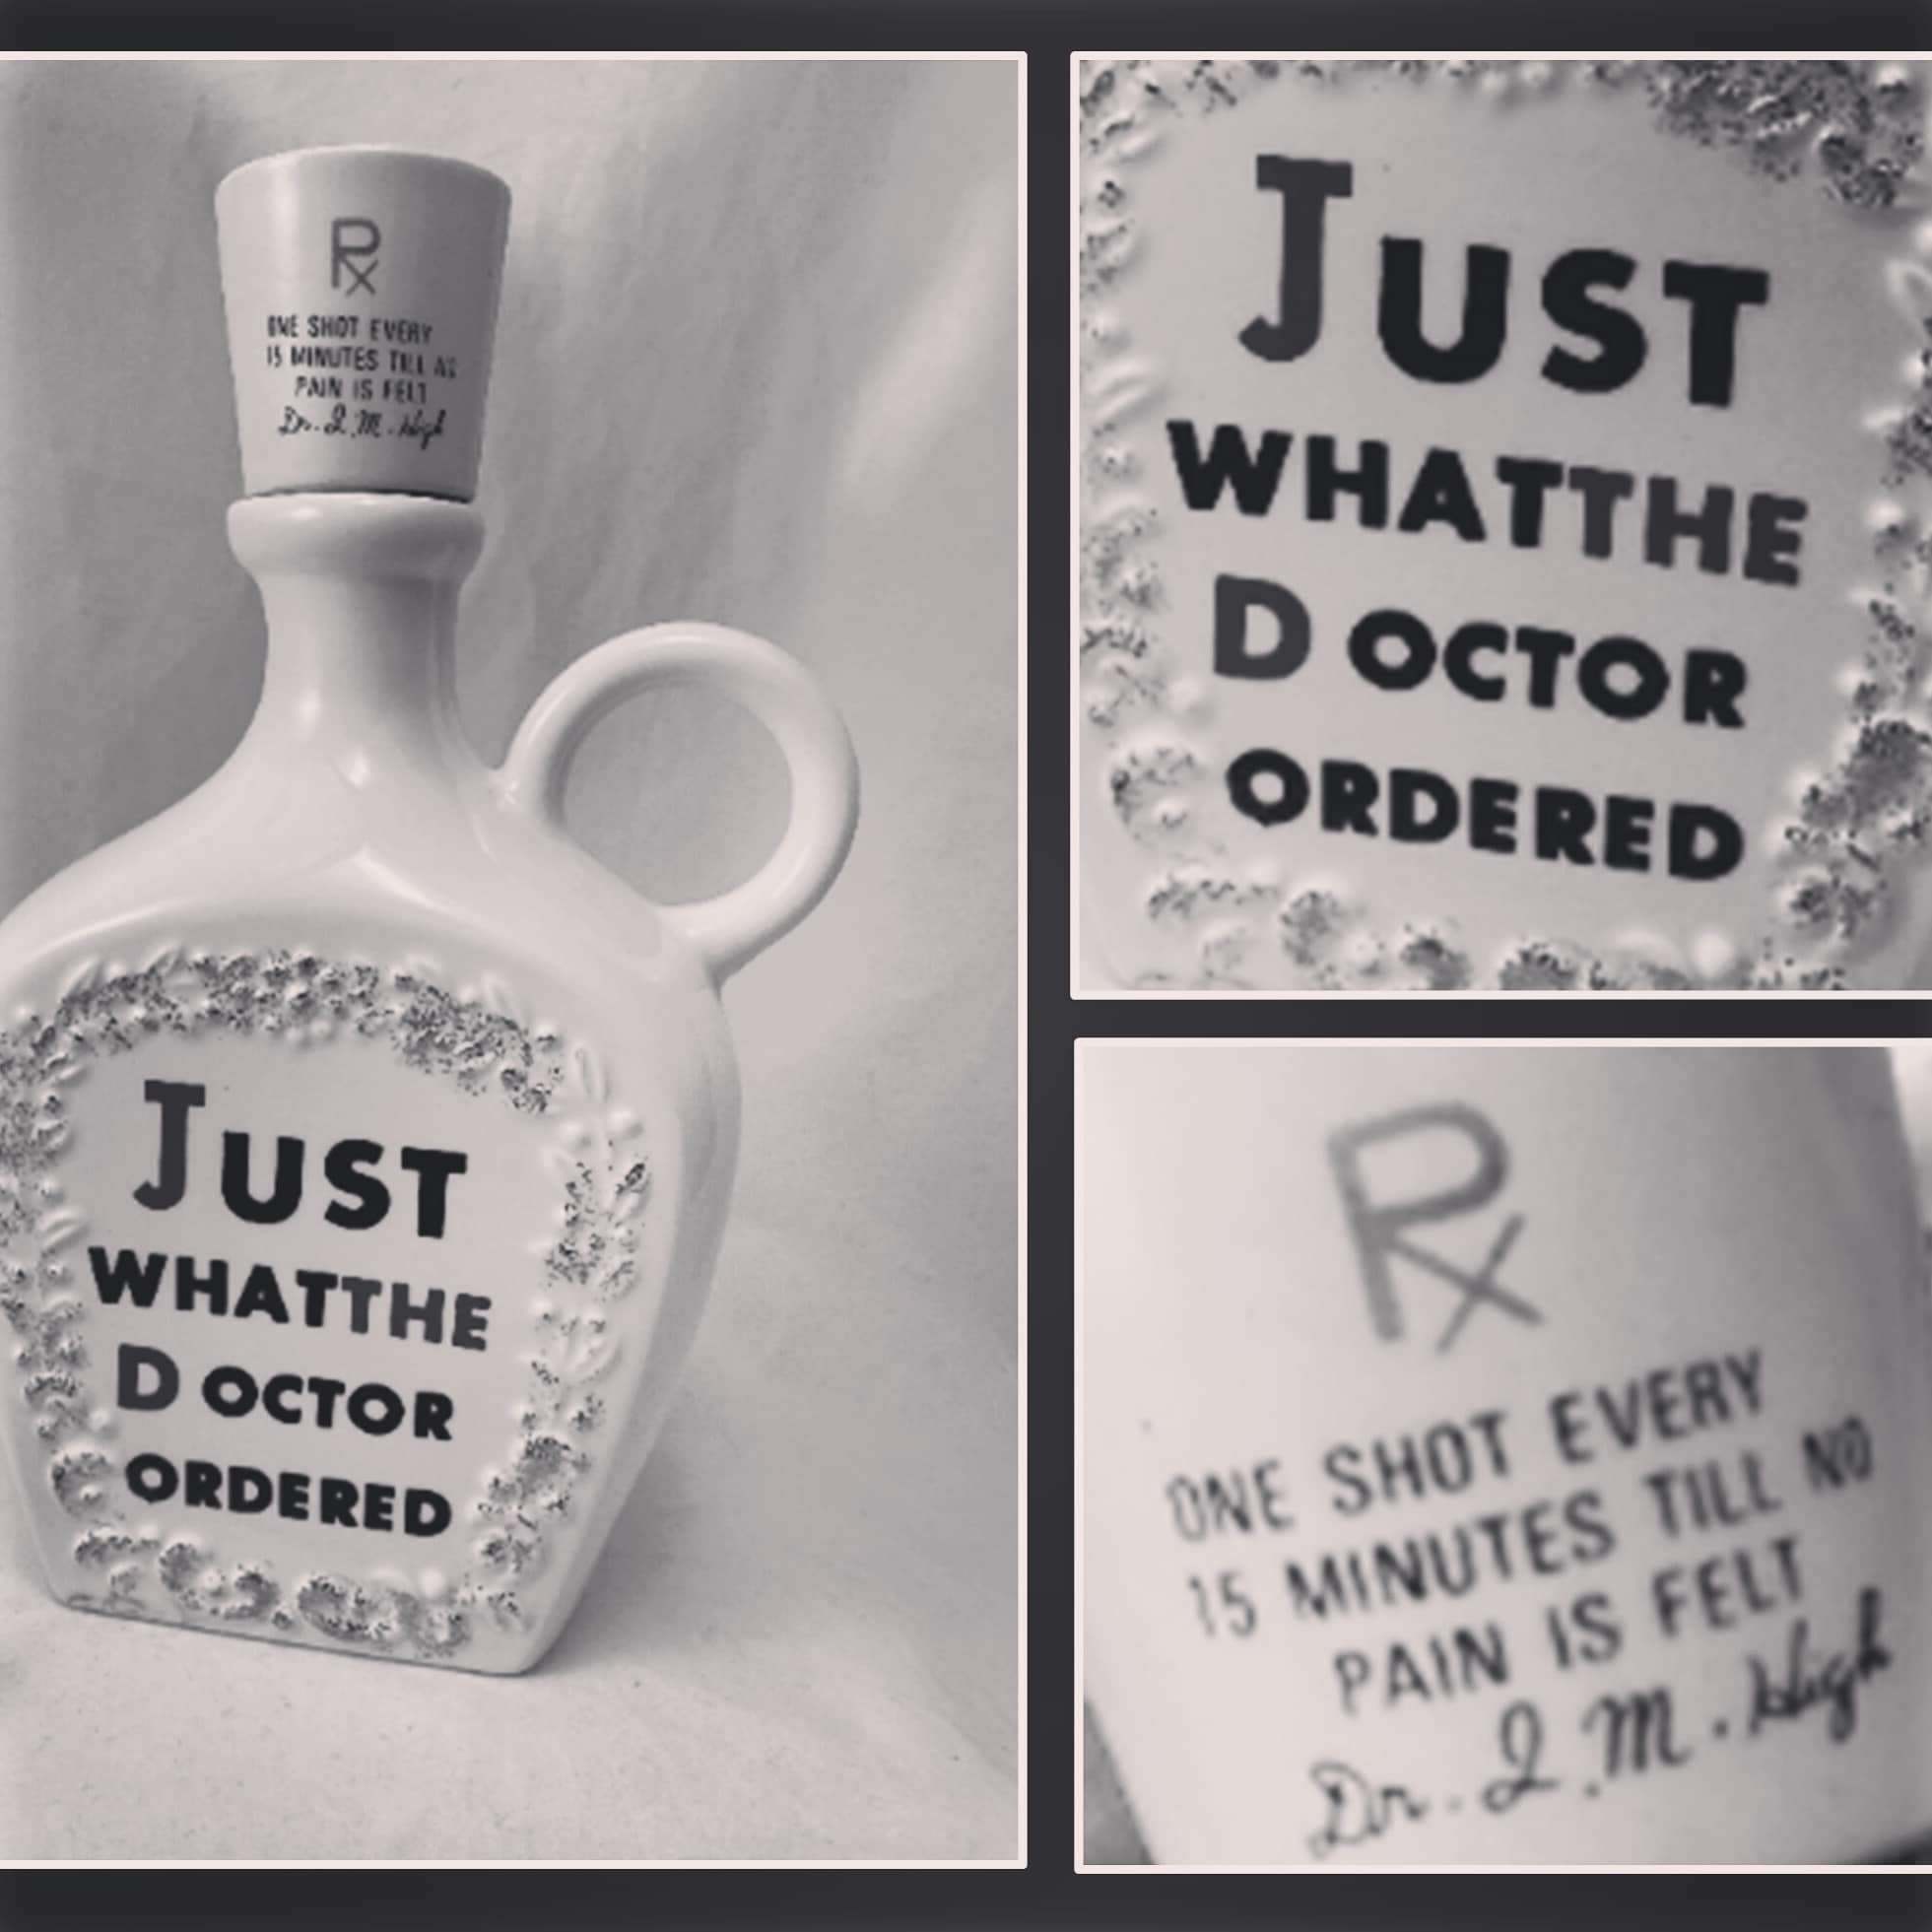 Rx
ONE SHOT EVERY
15 MINUTES TILL NO
PAIN IS FELT
Dr. I.M. High
JUST
WHATTHE
D OCTOR
ORDERED
JUST
WHATTHE
D OCTOR
ORDERED
Rx
ONE SHOT EVERY
15 MINUTES TILL NO
PAIN IS FELT
Dr. I.M. High